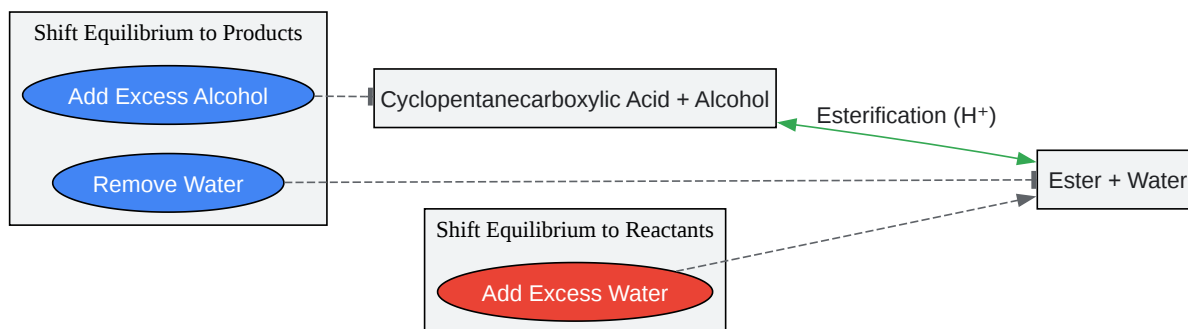 Shift Equilibrium to Products
Add Excess Alcohol
Remove Water
Cyclopentanecarboxylic Acid + Alcohol
Esterification (H⁺)
Ester + Water
Shift Equilibrium to Reactants
Add Excess Water